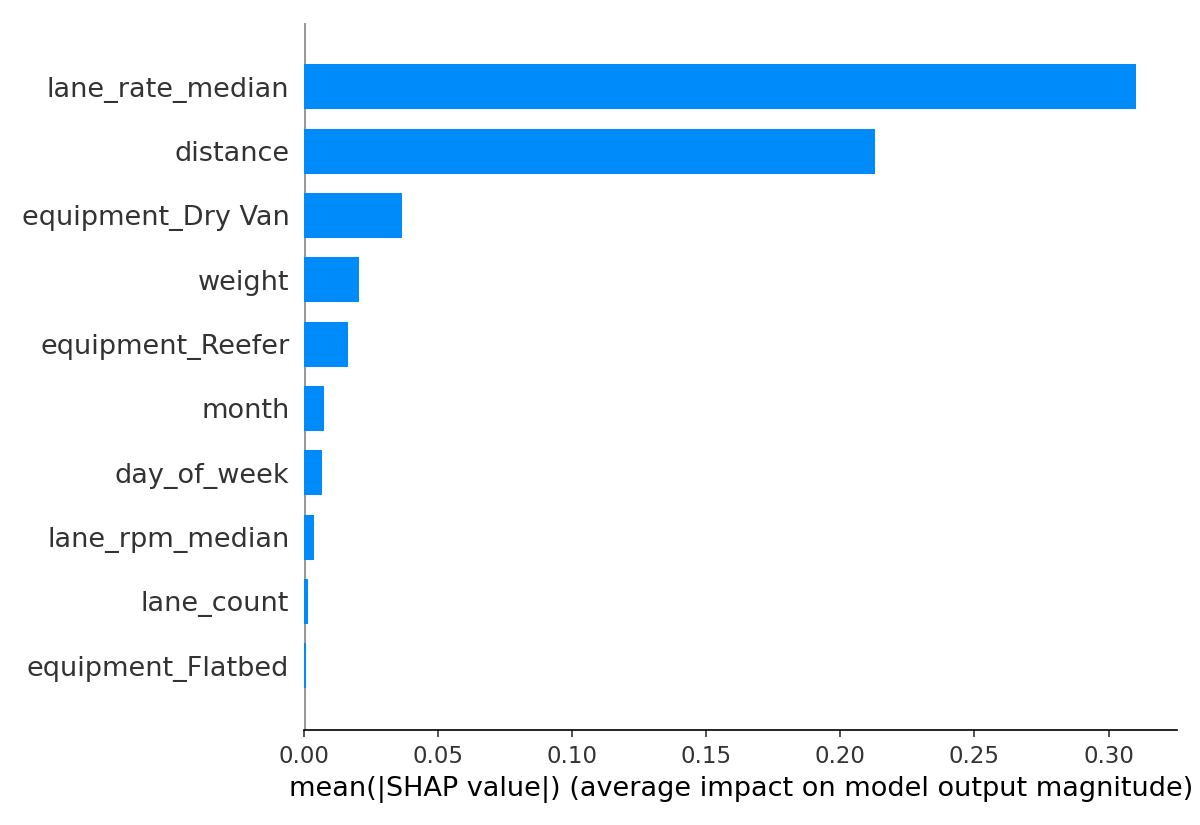 lane_rate_median
distance
equipment_Dry Van
weight
equipment_Reefer
month
day_of_week
lane_rpm_median
lane_count
equipment_Flatbed
0.00 0.05 0.10 0.15 0.20 0.25 0.30
mean(|SHAP value|) (average impact on model output magnitude)